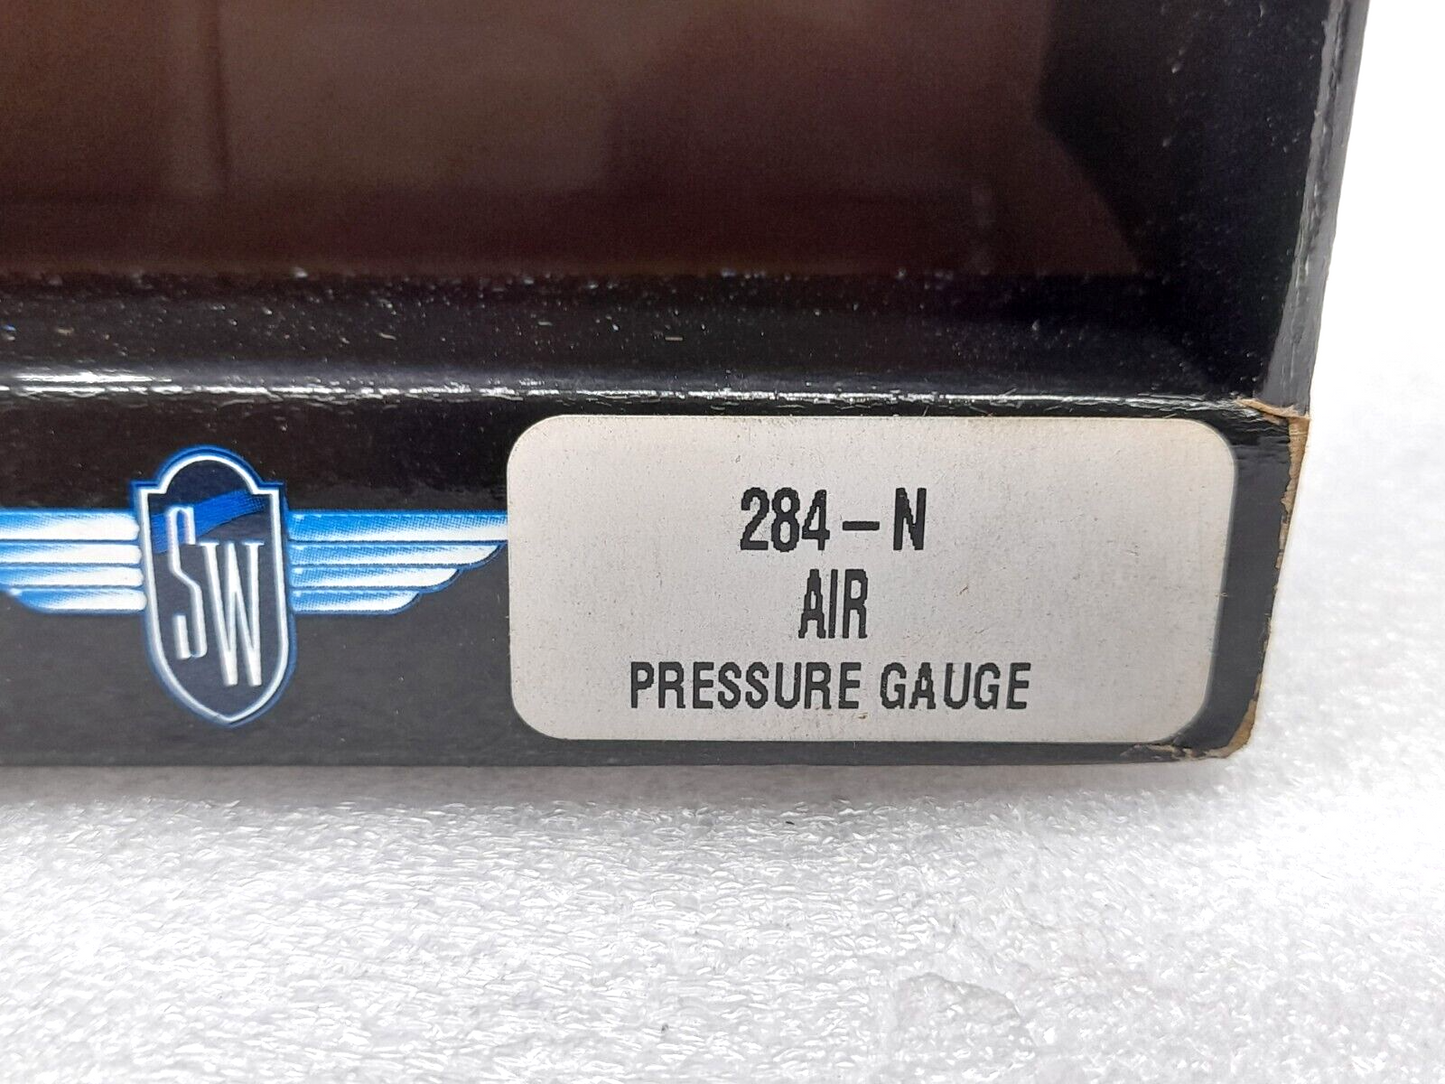 SW
284-N
AIR
PRESSURE GAUGE